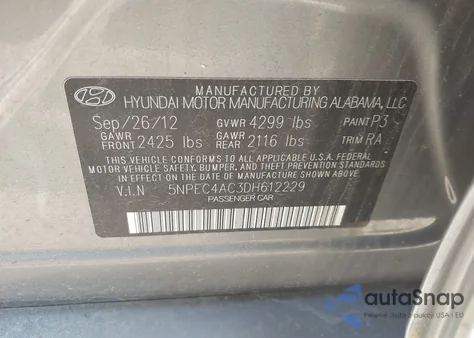 MANUFACTURED BY
HYUNDAI MOTOR MANUFACTURING ALABAMA, LLC
Sep/26/12 GVWR 4299 lbs PAINT P3
GAWR FRONT 2425 lbs GAWR REAR 2116 lbs TRIM RA
THIS VEHICLE CONFORMS TO ALL APPLICABLE U.S. FEDERAL
MOTOR VEHICLE SAFETY, BUMPER, AND THEFT PREVENTION STANDARDS
IN EFFECT ON THE DATE OF MANUFACTURE SHOWN ABOVE.
V.I.N 5NPEC4AC3DH612229
PASSENGER CAR
autoSnap